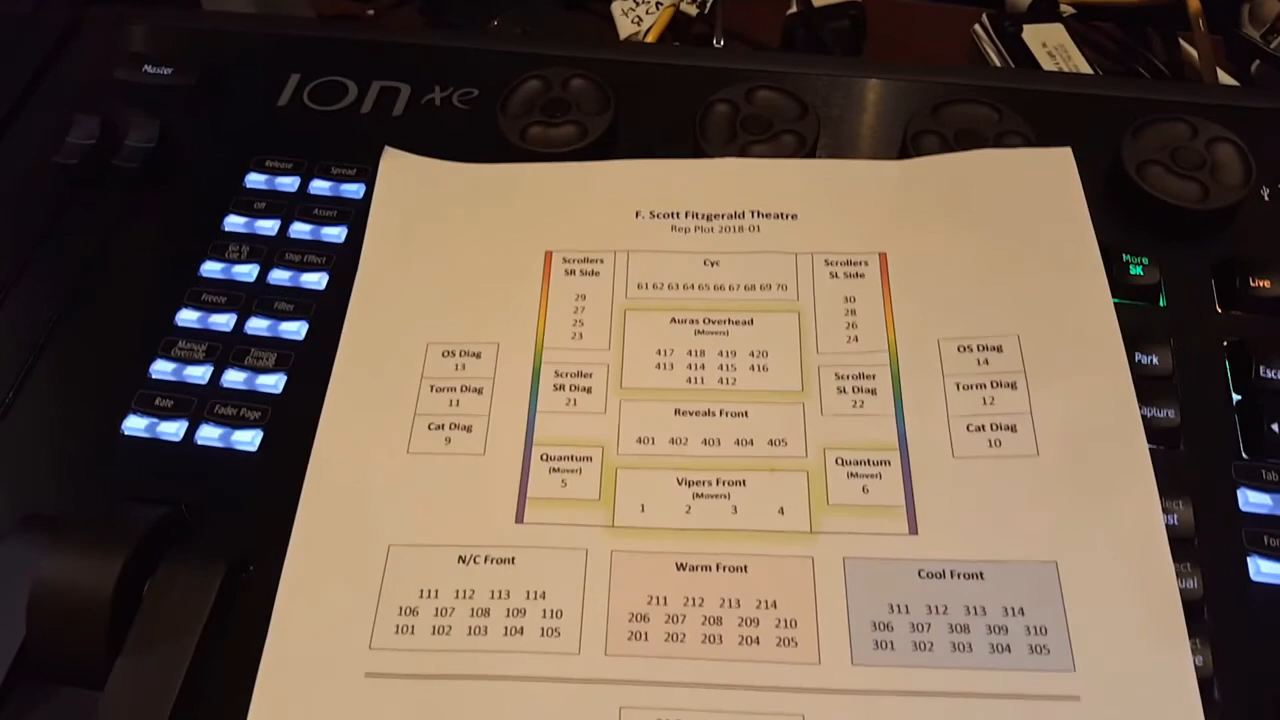 Master
ION xe
Release
Spread
Off
Assert
Go to
Cue 0
Stop Effect
Freeze
Filter
Manual
Override
Timing
Disable
Rate
Fader Page
F. Scott Fitzgerald Theatre
Rep Plot 2018-01
Scrollers
SR Side
29
27
25
23
Cyc
61 62 63 64 65 66 67 68 69 70
Scrollers
SL Side
30
28
26
24
Auras Overhead
(Movers)
417 418 419 420
413 414 415 416
411 412
OS Diag
13
Torm Diag
11
Cat Diag
9
Scroller
SR Diag
21
Reveals Front
401 402 403 404 405
Scroller
SL Diag
22
OS Diag
14
Torm Diag
12
Cat Diag
10
Quantum
(Mover)
5
Vipers Front
(Movers)
1 2 3 4
Quantum
(Mover)
6
N/C Front
111 112 113 114
106 107 108 109 110
101 102 103 104 105
Warm Front
211 212 213 214
206 207 208 209 210
201 202 203 204 205
Cool Front
311 312 313 314
306 307 308 309 310
301 302 303 304 305
More
SK
Live
Park
Esc
apture
Tab